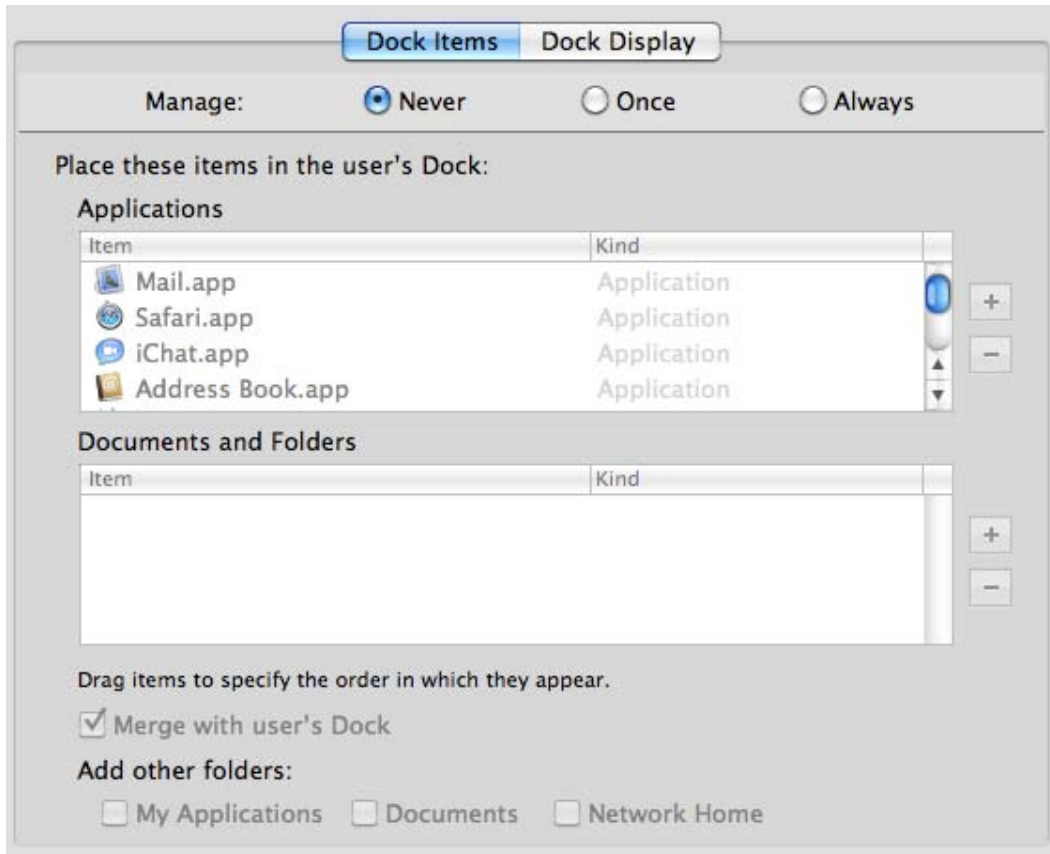 Dock Items Dock Display
Manage: Never Once Always
Place these items in the user's Dock:
Applications
Item Kind
Mail.app Application
Safari.app Application
iChat.app Application
Address Book.app Application
Documents and Folders
Item Kind
Drag items to specify the order in which they appear.
Merge with user's Dock
Add other folders:
My Applications Documents Network Home